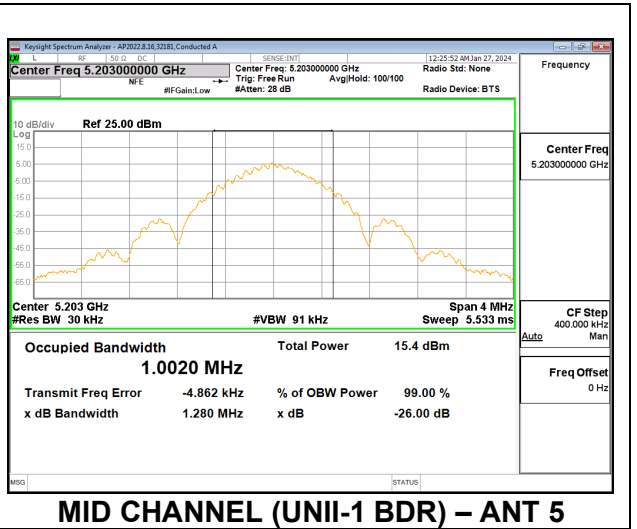 Keysight Spectrum Analyzer - AP2022.8.16,32181,Conducted A
L RF 50 Ω DC SENSE:INT 12:25:52 AM Jan 27, 2024
Center Freq 5.203000000 GHz Center Freq: 5.203000000 GHz Radio Std: None Frequency
NFE Trig: Free Run Avg|Hold: 100/100
#IFGain:Low #Atten: 28 dB Radio Device: BTS
10 dB/div Ref 25.00 dBm
Log
15.0
5.00
-5.00
-15.0
-25.0
-35.0
-45.0
-55.0
-65.0
Center Freq
5.203000000 GHz
Center 5.203 GHz Span 4 MHz
#Res BW 30 kHz #VBW 91 kHz Sweep 5.533 ms
CF Step
400.000 kHz
Auto Man
Occupied Bandwidth Total Power 15.4 dBm
1.0020 MHz
Transmit Freq Error -4.862 kHz % of OBW Power 99.00 %
x dB Bandwidth 1.280 MHz x dB -26.00 dB
Freq Offset
0 Hz
MSG STATUS
MID CHANNEL (UNII-1 BDR) – ANT 5